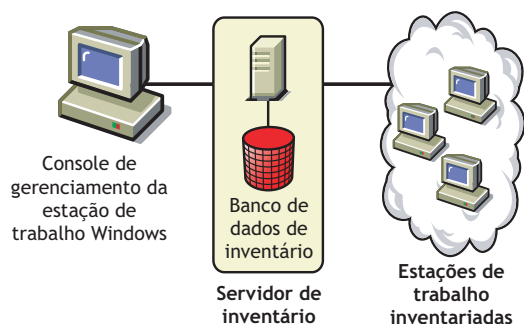 Console de
gerenciamento da
estação de
trabalho Windows
Banco de
dados de
inventário
Servidor de
inventário
Estações de
trabalho
inventariadas